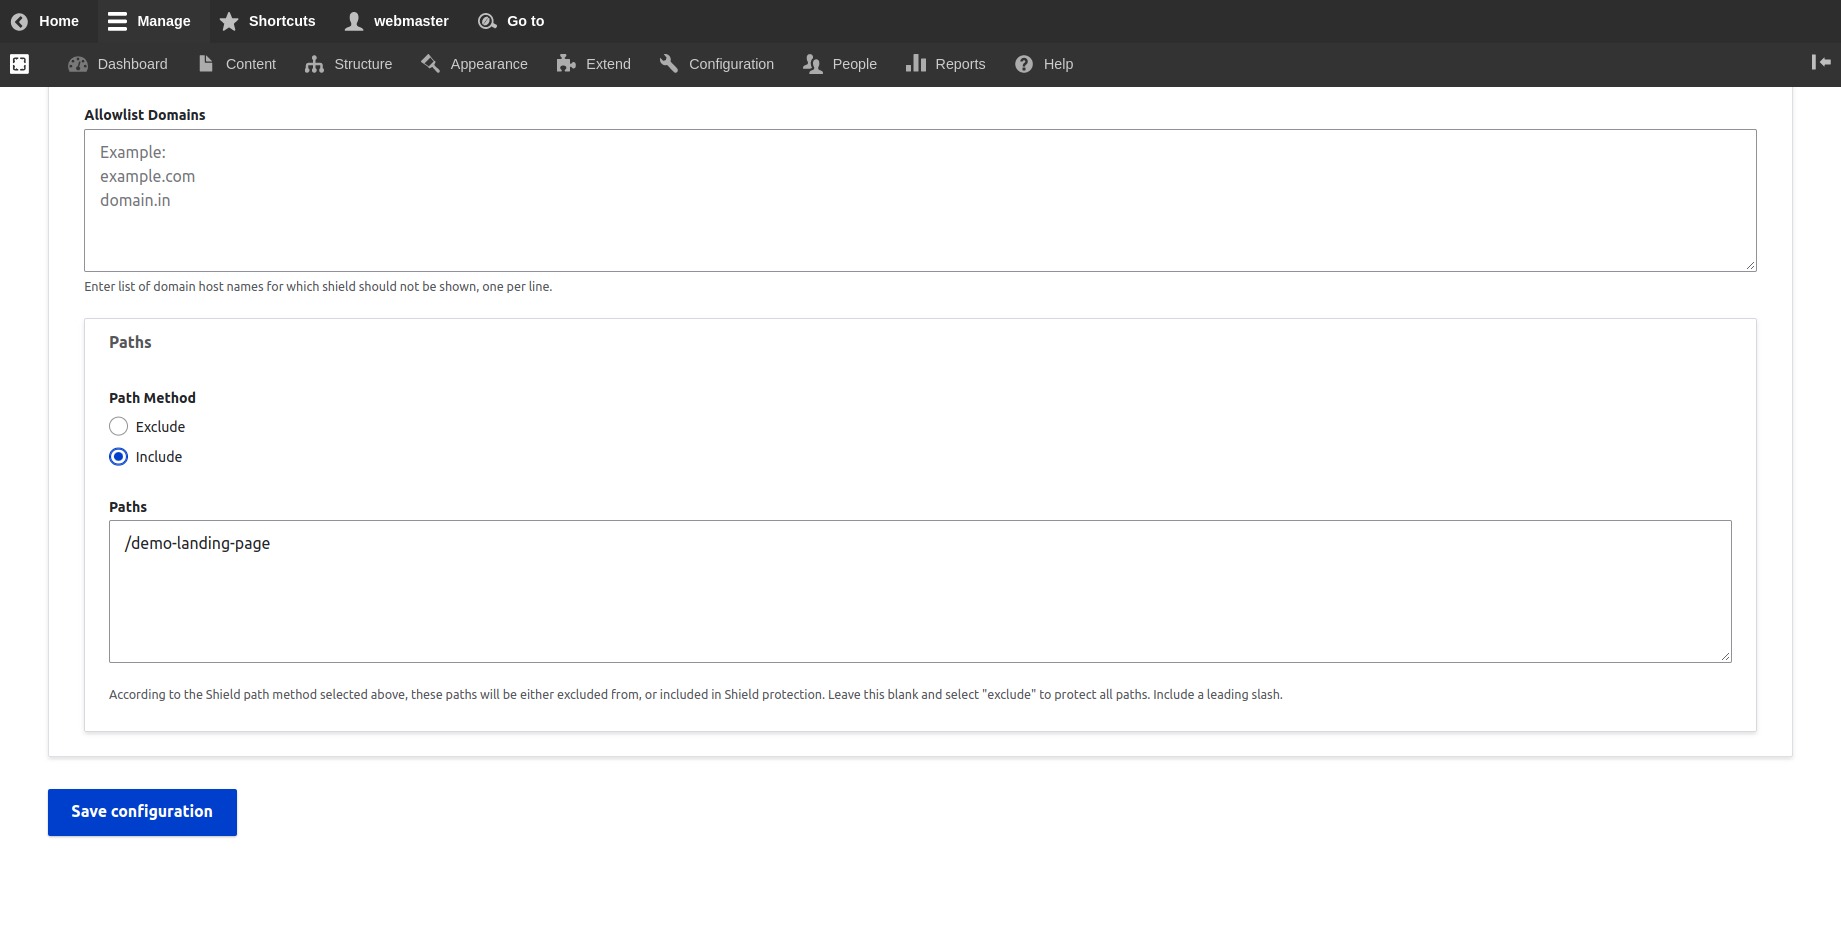 Home
Manage
Shortcuts
webmaster
Go to
Dashboard
Content
Structure
Appearance
Extend
Configuration
People
Reports
Help
Allowlist Domains
Example:
example.com
domain.in
Enter list of domain host names for which shield should not be shown, one per line.
Paths
Path Method
Exclude
Include
Paths
/demo-landing-page
According to the Shield path method selected above, these paths will be either excluded from, or included in Shield protection. Leave this blank and select "exclude" to protect all paths. Include a leading slash.
Save configuration